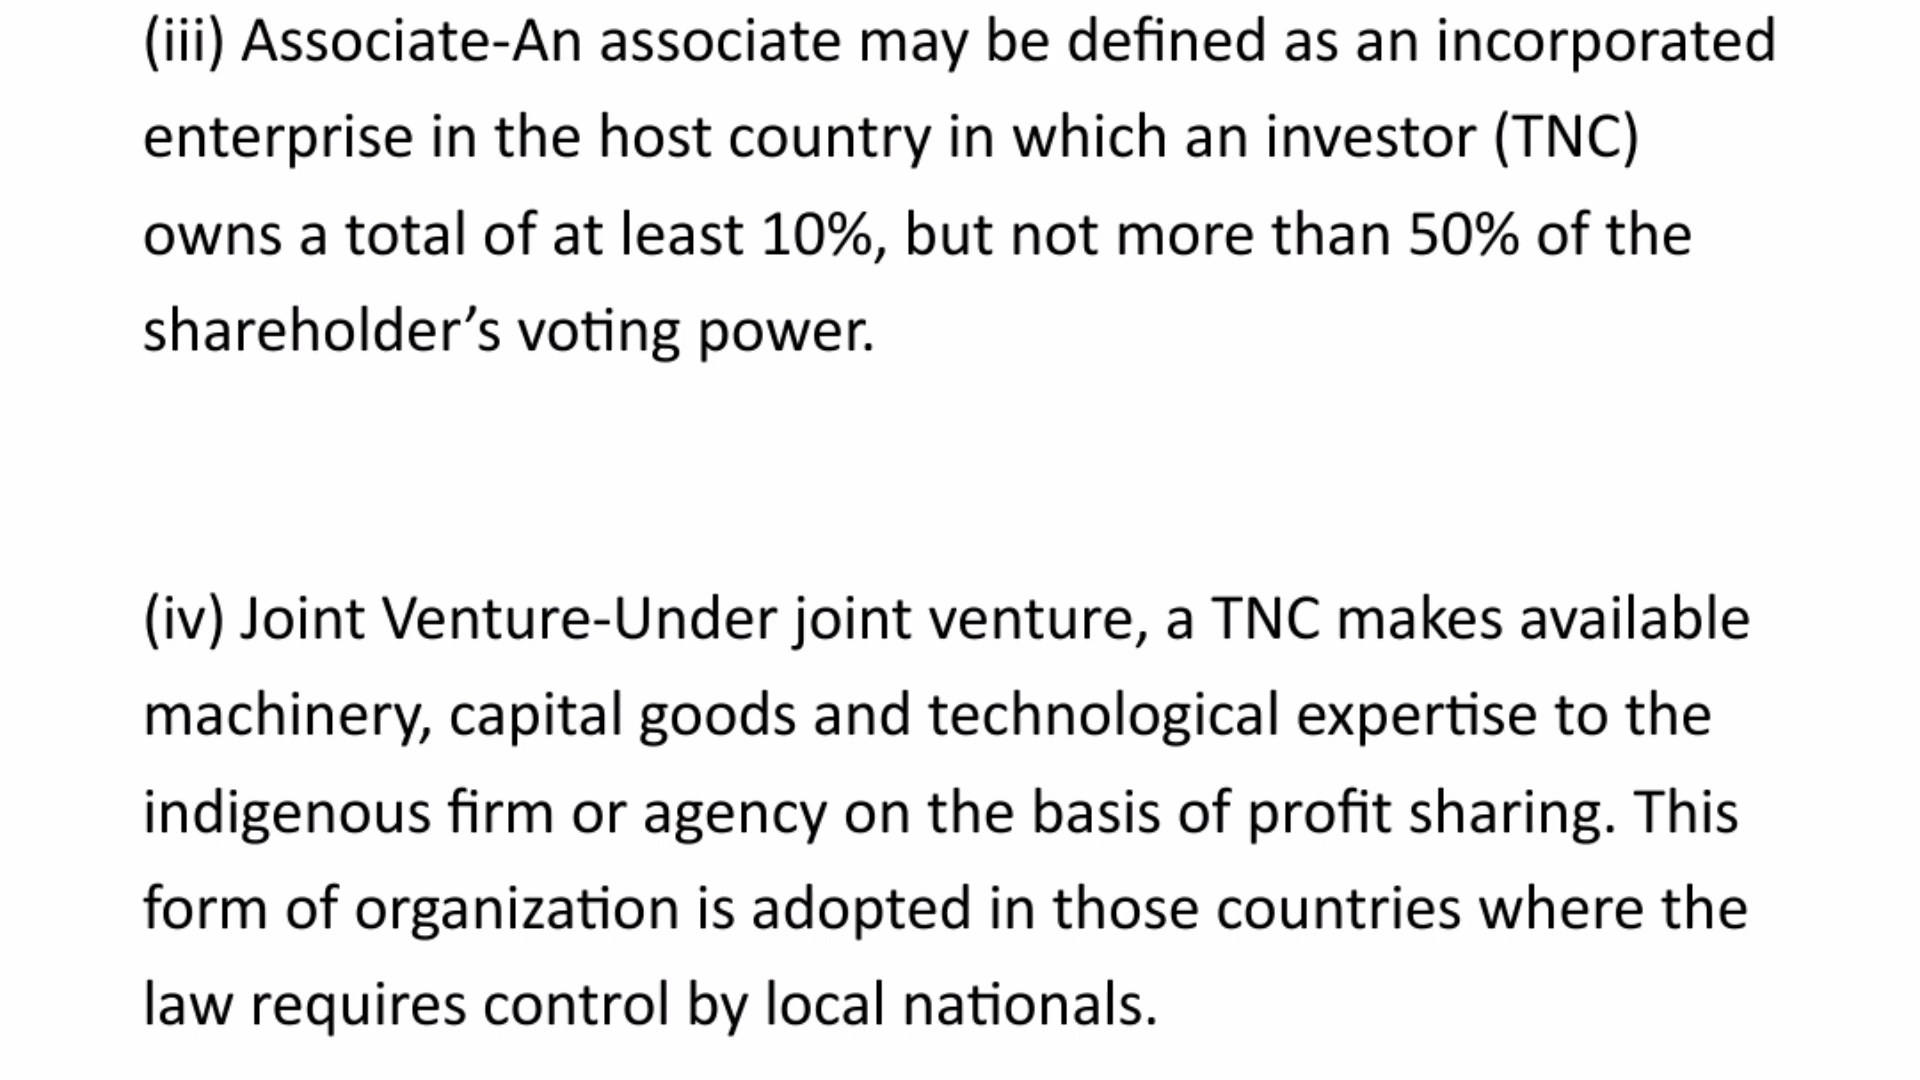 (iii) Associate-An associate may be defined as an incorporated
enterprise in the host country in which an investor (TNC)
owns a total of at least 10%, but not more than 50% of the
shareholder’s voting power.
(iv) Joint Venture-Under joint venture, a TNC makes available
machinery, capital goods and technological expertise to the
indigenous firm or agency on the basis of profit sharing. This
form of organization is adopted in those countries where the
law requires control by local nationals.